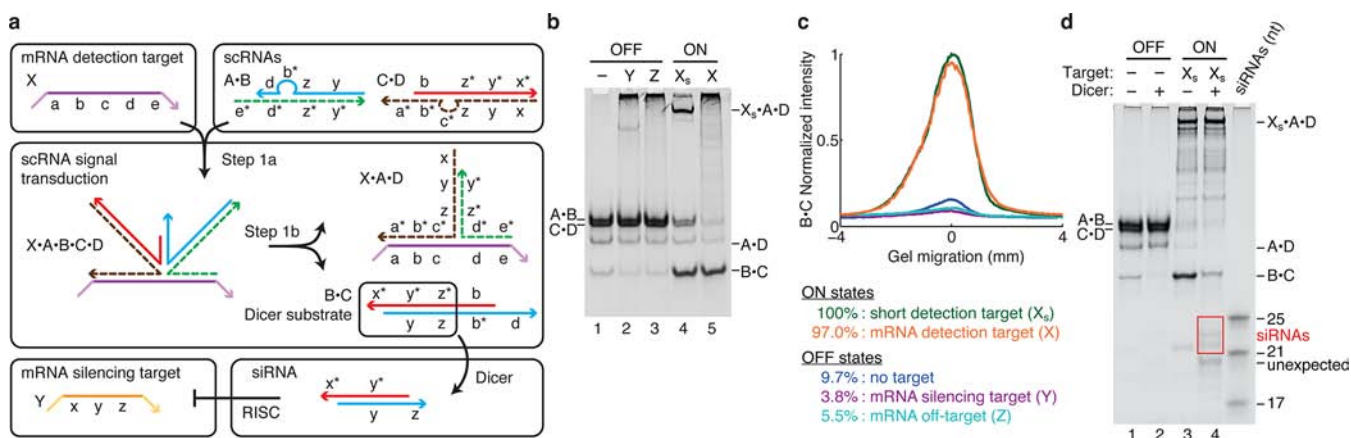 a
mRNA detection target
X
a b c d e
scRNAs
A•B
d b* z y
e* d* z* y*
C•D
b z* y* x*
a* b* c* z y x
Step 1a
scRNA signal
transduction
X•A•B•C•D
Step 1b
X•A•D
x
y y*
z z*
a* b* c* d* e*
a b c d e
B•C
Dicer substrate
x* y* z* b
y z b* d
Dicer
mRNA silencing target
Y
x y z
RISC
siRNA
x* y*
y z
b
OFF ON
– Y Z Xs X
Xs•A•D
A•B
C•D
A•D
B•C
1 2 3 4 5
c
B•C Normalized intensity
1
0.5
0
−4 0 4
Gel migration (mm)
ON states
100% : short detection target (Xs)
97.0% : mRNA detection target (X)
OFF states
9.7% : no target
3.8% : mRNA silencing target (Y)
5.5% : mRNA off-target (Z)
d
OFF ON
Target: – – Xs Xs
Dicer: – + – +
siRNAs (nt)
Xs•A•D
A•B
C•D
A•D
B•C
25
siRNAs
21
unexpected
17
1 2 3 4